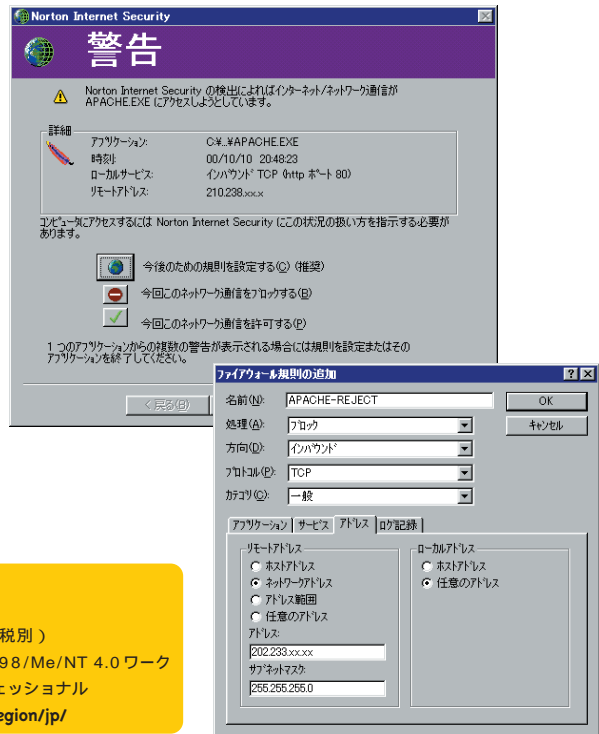 Norton Internet Security
警告
Norton Internet Security の検出によればインターネット/ネットワーク通信が
APACHE.EXE にアクセスしようとしています。
詳細
アプリケーション: C:¥..¥APACHE.EXE
時刻: 00/10/10 20:48:23
ローカルサービス: インバウンド TCP (http ポート 80)
リモートアドレス: 210.238.xx.x
コンピュータにアクセスするには Norton Internet Security にこの状況の扱い方を指示する必要が
あります。
今後のための規則を設定する(C) (推奨)
今回このネットワーク通信をブロックする(B)
今回このネットワーク通信を許可する(P)
1 つのアプリケーションからの複数の警告が表示される場合には規則を設定またはその
アプリケーションを終了してください。
< 戻る(B)
ファイアウォール規則の追加
名前(N): APACHE-REJECT
OK
処理(A): ブロック
キャンセル
方向(D): インバウンド
プロトコル(P): TCP
カテゴリ(C): 一般
アプリケーション サービス アドレス ログ記録
リモートアドレス
ホストアドレス
ネットワークアドレス
アドレス範囲
任意のアドレス
アドレス:
202.233.xx.xx
サブネットマスク:
255.255.255.0
ローカルアドレス
ホストアドレス
任意のアドレス
税別)
98/Me/NT 4.0 ワーク
ェッショナル
egion/jp/